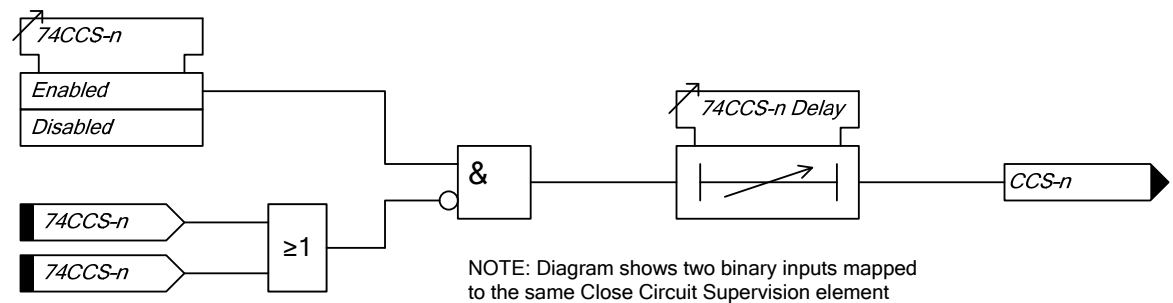 74CCS-n
Enabled
Disabled
74CCS-n
74CCS-n
≥1
&
74CCS-n Delay
CCS-n
NOTE: Diagram shows two binary inputs mapped
to the same Close Circuit Supervision element